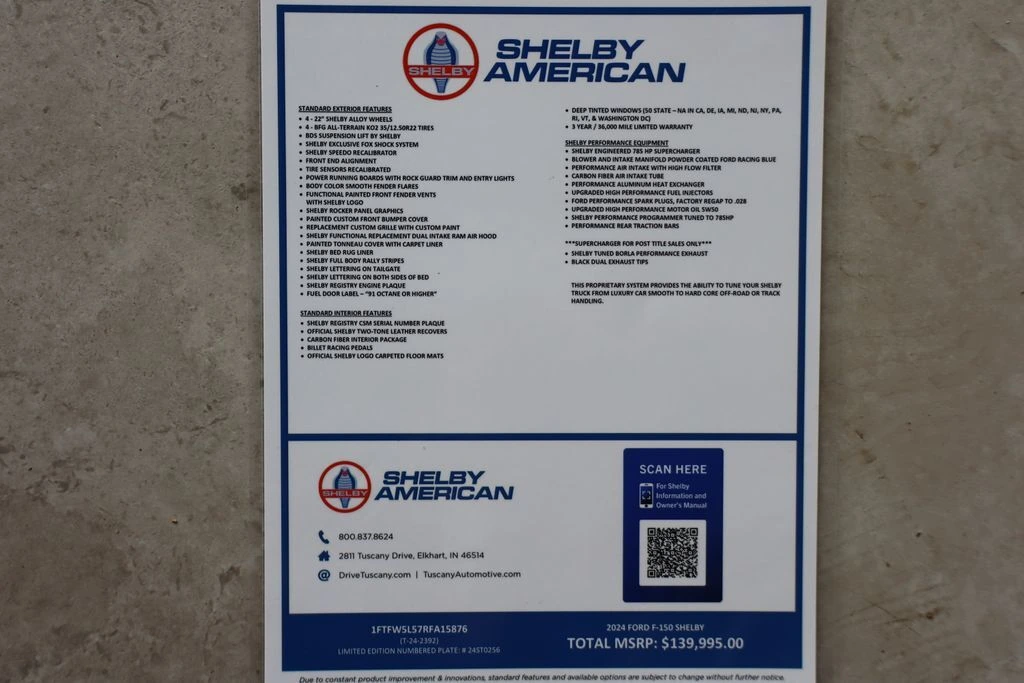 SHELBY
SHELBY
AMERICAN
STANDARD EXTERIOR FEATURES
• 4 - 22" SHELBY ALLOY WHEELS
• 4 - BFG ALL-TERRAIN KO2 35/12.50R22 TIRES
• BDS SUSPENSION LIFT BY SHELBY
• SHELBY EXCLUSIVE FOX SHOCK SYSTEM
• SHELBY SPEEDO RECALIBRATOR
• FRONT END ALIGNMENT
• TIRE SENSORS RECALIBRATED
• POWER RUNNING BOARDS WITH ROCK GUARD TRIM AND ENTRY LIGHTS
• BODY COLOR SMOOTH FENDER FLARES
• FUNCTIONAL PAINTED FRONT FENDER VENTS
WITH SHELBY LOGO
• SHELBY ROCKER PANEL GRAPHICS
• PAINTED CUSTOM FRONT BUMPER COVER
• REPLACEMENT CUSTOM GRILLE WITH CUSTOM PAINT
• SHELBY FUNCTIONAL REPLACEMENT DUAL INTAKE RAM AIR HOOD
• PAINTED TONNEAU COVER WITH CARPET LINER
• SHELBY BED RUG LINER
• SHELBY FULL BODY RALLY STRIPES
• SHELBY LETTERING ON TAILGATE
• SHELBY LETTERING ON BOTH SIDES OF BED
• SHELBY REGISTRY ENGINE PLAQUE
• FUEL DOOR LABEL – "91 OCTANE OR HIGHER"
STANDARD INTERIOR FEATURES
• SHELBY REGISTRY CSM SERIAL NUMBER PLAQUE
• OFFICIAL SHELBY TWO-TONE LEATHER RECOVERS
• CARBON FIBER INTERIOR PACKAGE
• BILLET RACING PEDALS
• OFFICIAL SHELBY LOGO CARPETED FLOOR MATS
• DEEP TINTED WINDOWS (50 STATE – NA IN CA, DE, IA, MI, ND, NJ, NY, PA,
RI, VT, & WASHINGTON DC)
• 3 YEAR / 36,000 MILE LIMITED WARRANTY
SHELBY PERFORMANCE EQUIPMENT
• SHELBY ENGINEERED 785 HP SUPERCHARGER
• BLOWER AND INTAKE MANIFOLD POWDER COATED FORD RACING BLUE
• PERFORMANCE AIR INTAKE WITH HIGH FLOW FILTER
• CARBON FIBER AIR INTAKE TUBE
• PERFORMANCE ALUMINUM HEAT EXCHANGER
• UPGRADED HIGH PERFORMANCE FUEL INJECTORS
• FORD PERFORMANCE SPARK PLUGS, FACTORY REGAP TO .028
• UPGRADED HIGH PERFORMANCE MOTOR OIL 5W50
• SHELBY PERFORMANCE PROGRAMMER TUNED TO 785HP
• PERFORMANCE REAR TRACTION BARS
***SUPERCHARGER FOR POST TITLE SALES ONLY***
• SHELBY TUNED BORLA PERFORMANCE EXHAUST
• BLACK DUAL EXHAUST TIPS
THIS PROPRIETARY SYSTEM PROVIDES THE ABILITY TO TUNE YOUR SHELBY
TRUCK FROM LUXURY CAR SMOOTH TO HARD CORE OFF-ROAD OR TRACK
HANDLING.
SHELBY
SHELBY
AMERICAN
800.837.8624
2811 Tuscany Drive, Elkhart, IN 46514
@ DriveTuscany.com | TuscanyAutomotive.com
SCAN HERE
For Shelby
Information and
Owner's Manual
1FTFW5L57RFA15876
(T-24-2392)
LIMITED EDITION NUMBERED PLATE: # 24ST0256
2024 FORD F-150 SHELBY
TOTAL MSRP: $139,995.00
Due to constant product improvement & innovations, standard features and available options are subject to change without further notice.